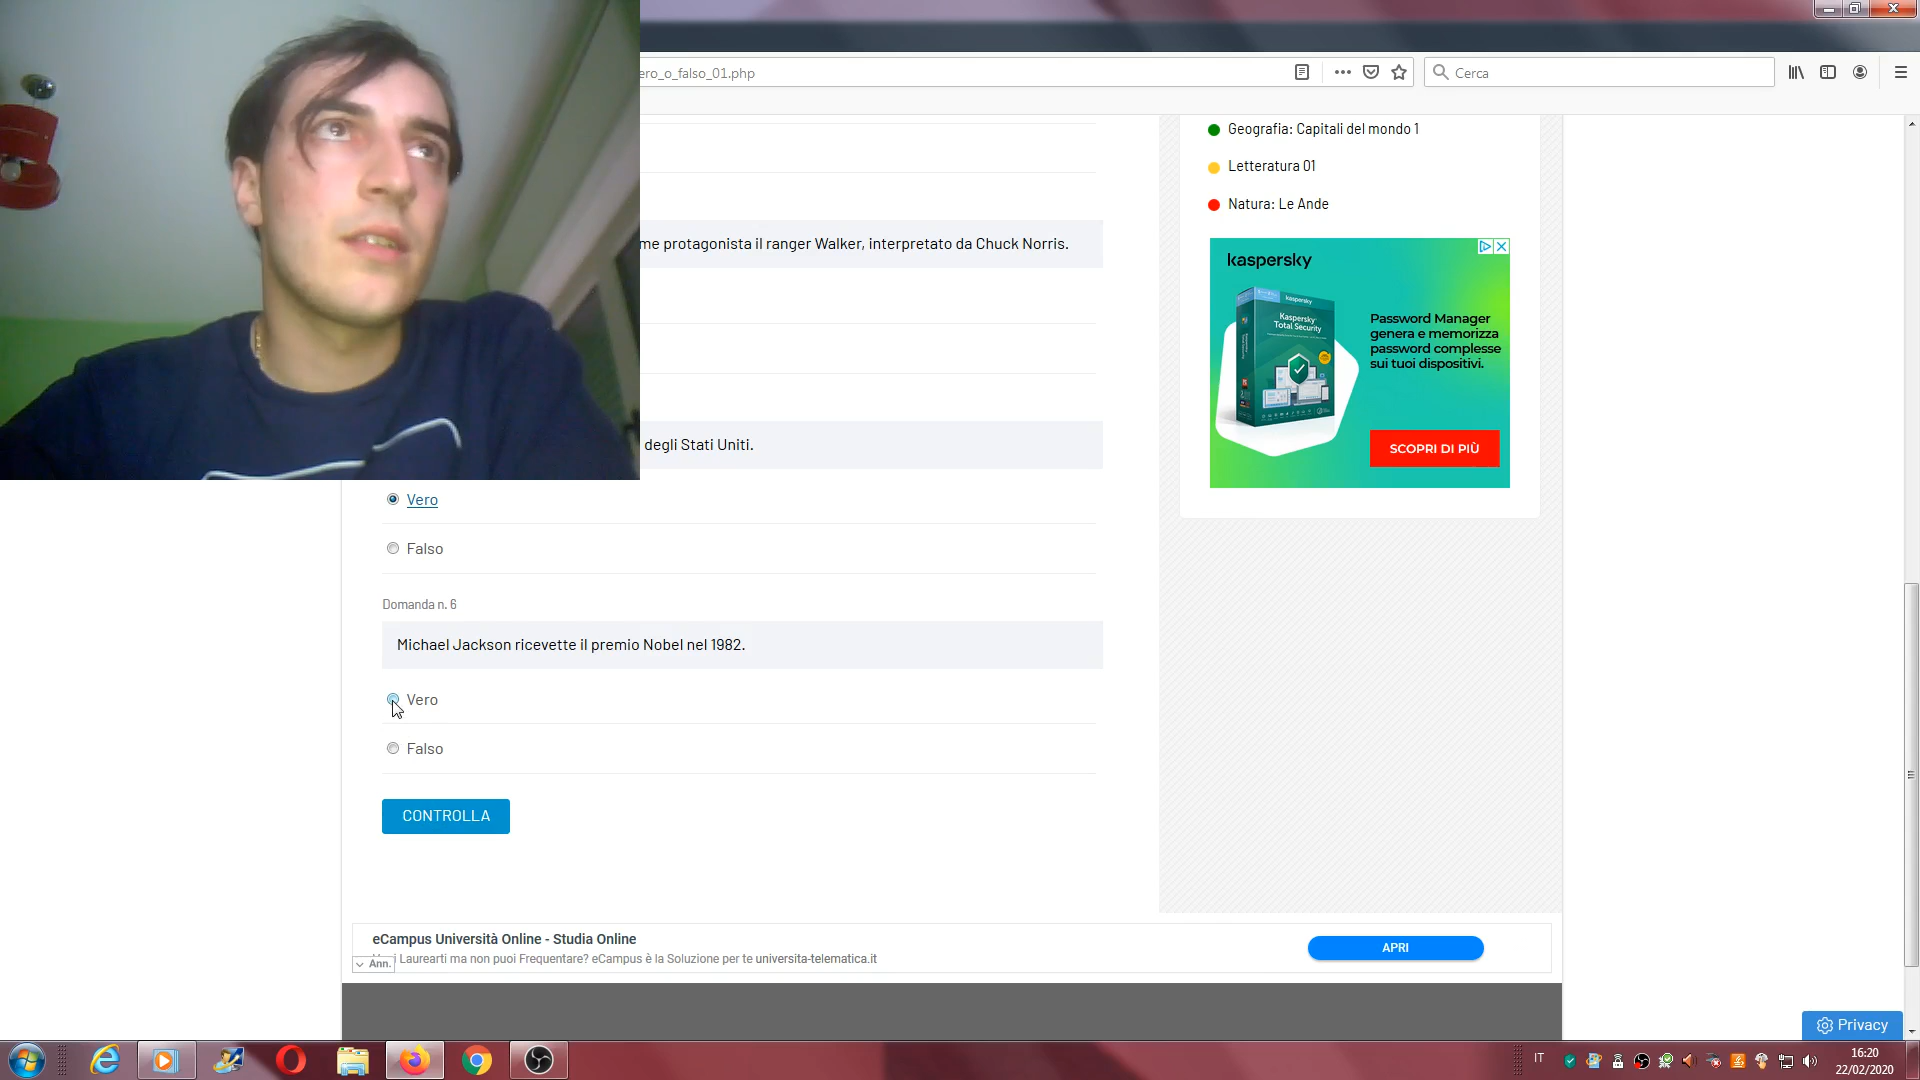 ero_o_falso_01.php
Cerca
Geografia: Capitali del mondo 1
Letteratura 01
Natura: Le Ande
me protagonista il ranger Walker, interpretato da Chuck Norris.
kaspersky
kaspersky
Kaspersky
Total Security
Password Manager
genera e memorizza
password complesse
sui tuoi dispositivi.
SCOPRI DI PIÙ
degli Stati Uniti.
Vero
Falso
Domanda n. 6
Michael Jackson ricevette il premio Nobel nel 1982.
Vero
Falso
CONTROLLA
eCampus Università Online - Studia Online
i Laurearti ma non puoi Frequentare? eCampus è la Soluzione per te universita-telematica.it
Ann.
APRI
Privacy
IT
16:20
22/02/2020